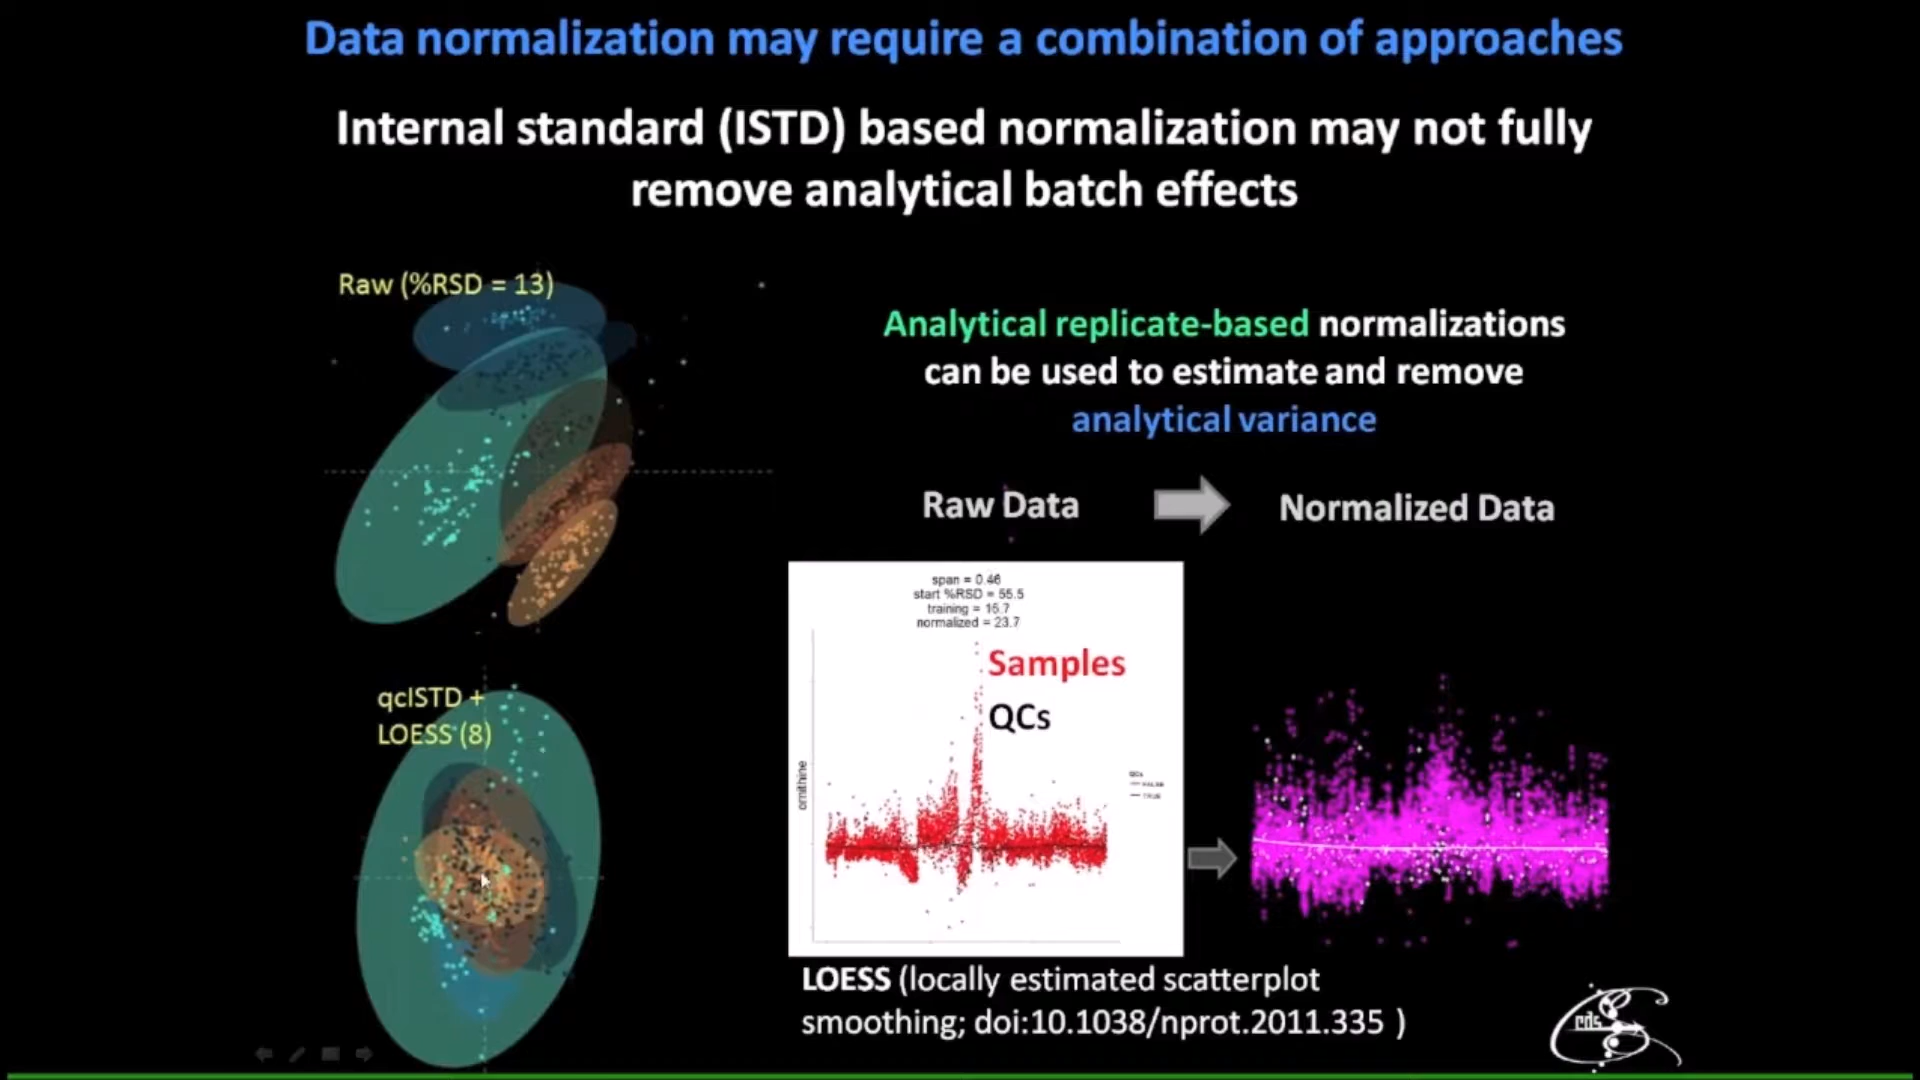 Data normalization may require a combination of approaches
Internal standard (ISTD) based normalization may not fully
remove analytical batch effects
Raw (%RSD = 13)
qcISTD +
LOESS (8)
Analytical replicate-based normalizations
can be used to estimate and remove
analytical variance
Raw Data
Normalized Data
span = 0.46
start %RSD = 55.5
training = 15.7
normalized = 23.7
Samples
QCs
ornithine
QCs
FALSE
TRUE
LOESS (locally estimated scatterplot
smoothing; doi:10.1038/nprot.2011.335 )